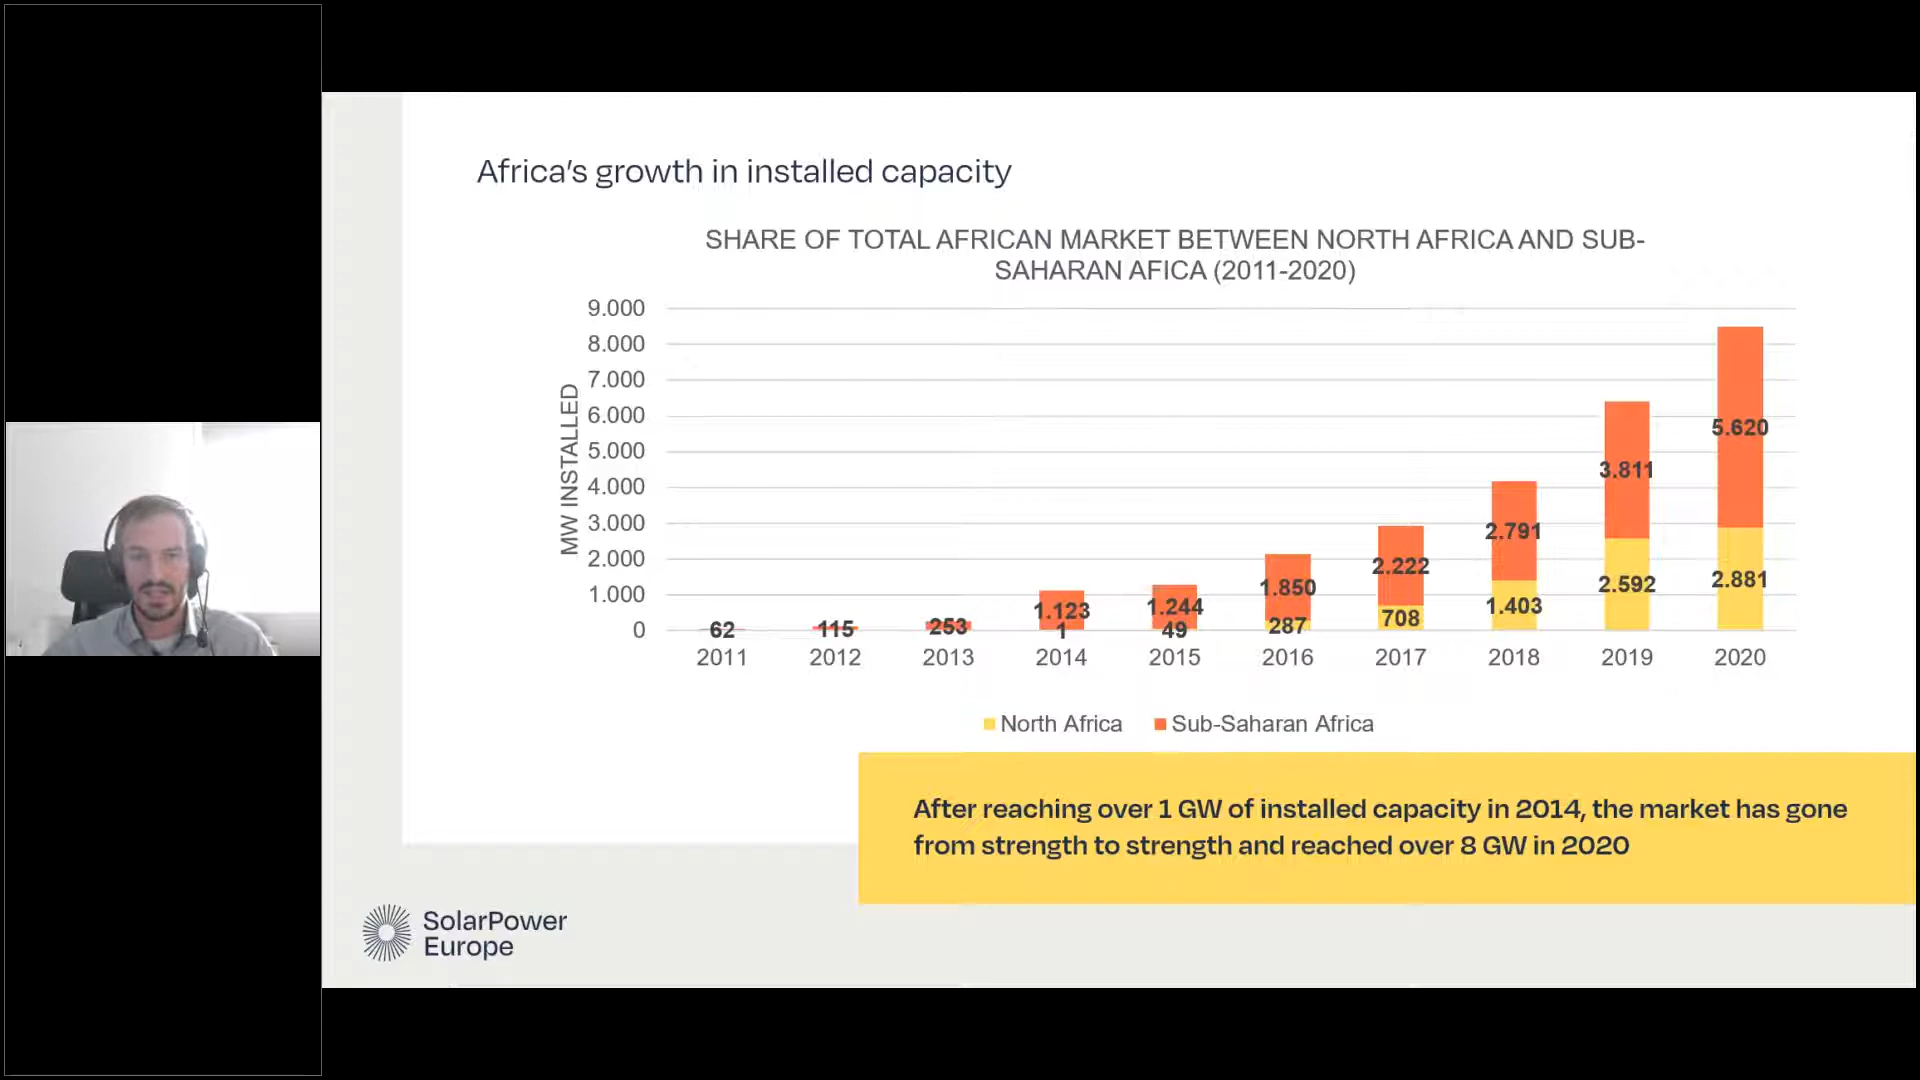 Africa's growth in installed capacity
SHARE OF TOTAL AFRICAN MARKET BETWEEN NORTH AFRICA AND SUB-
SAHARAN AFICA (2011-2020)
MW INSTALLED
9.000
8.000
7.000
6.000
5.000
4.000
3.000
2.000
1.000
0
62
115
253
1.123
1
1.244
49
1.850
287
2.222
708
2.791
1.403
3.811
2.592
5.620
2.881
2011 2012 2013 2014 2015 2016 2017 2018 2019 2020
North Africa Sub-Saharan Africa
After reaching over 1 GW of installed capacity in 2014, the market has gone
from strength to strength and reached over 8 GW in 2020
SolarPower
Europe